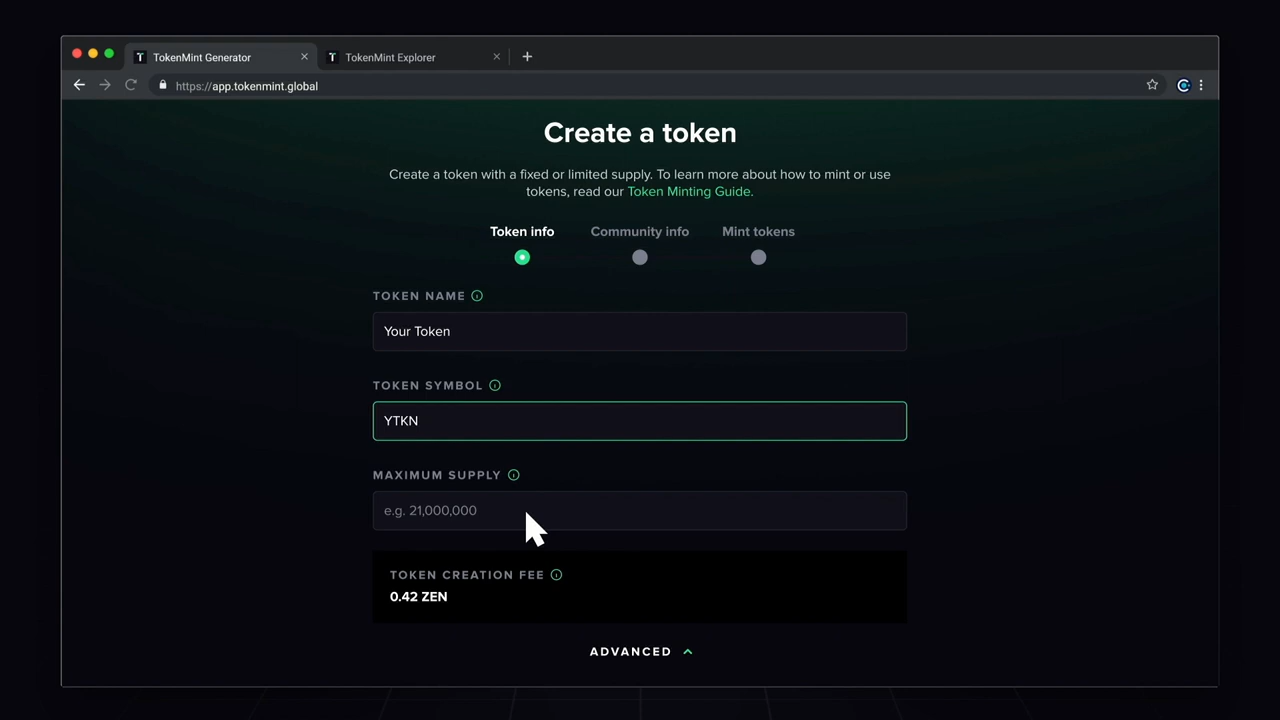 TokenMint Generator
TokenMint Explorer
https://app.tokenmint.global
Create a token
Create a token with a fixed or limited supply. To learn more about how to mint or use
tokens, read our Token Minting Guide.
Token info
Community info
Mint tokens
TOKEN NAME
Your Token
TOKEN SYMBOL
YTKN
MAXIMUM SUPPLY
e.g. 21,000,000
TOKEN CREATION FEE
0.42 ZEN
ADVANCED